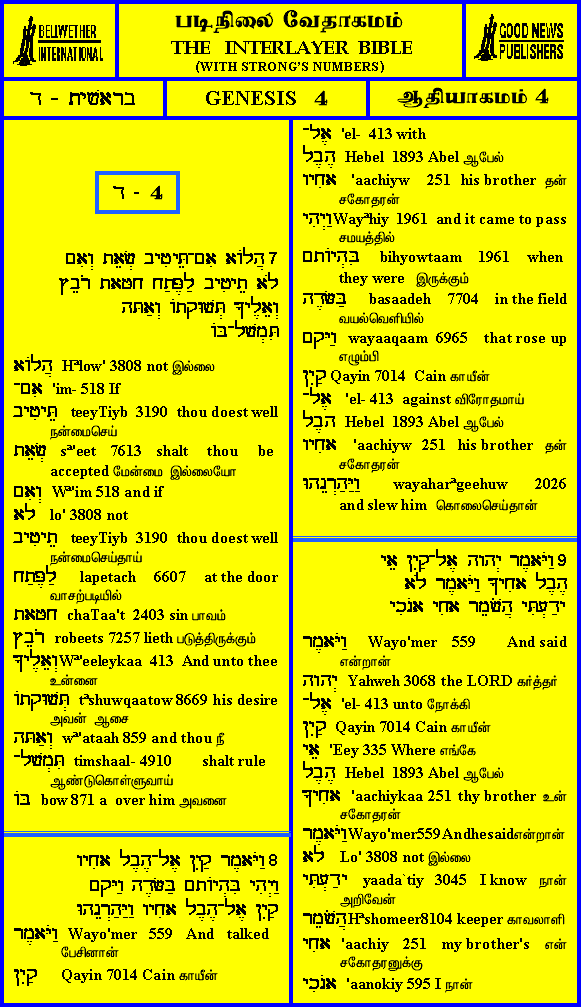 BELLWETHER
INTERNATIONAL
படிநிலை வேதாகமம்
THE INTERLAYER BIBLE
(WITH STRONG'S NUMBERS)
GOOD NEWS
PUBLISHERS
בראשית - ד
GENESIS 4
ஆதியாகமம் 4
4 - ד
7 הֲלוֹא אִם־תֵּיטִיב שְׂאֵת וְאִם
לֹא תֵיטִיב לַפֶּתַח חַטָּאת רֹבֵץ
וְאֵלֶיךָ תְּשׁוּקָתוֹ וְאַתָּה
תִּמְשָׁל־בּוֹ
הֲלוֹא Hªlow' 3808 not இல்லை
אִם־ 'im- 518 If
תֵּיטִיב teeyTiyb 3190 thou doest well
நன்மைசெய்
שְׂאֵת sª'eet 7613 shalt thou be
accepted மேன்மை இல்லையோ
וְאִם Wª'im 518 and if
לֹא lo' 3808 not
תֵיטִיב teeyTiyb 3190 thou doest well
நன்மைசெய்தாய்
לַפֶּתַח lapetach 6607 at the door
வாசற்படியில்
חַטָּאת chaTaa't 2403 sin பாவம்
רֹבֵץ robeets 7257 lieth படுத்திருக்கும்
וְאֵלֶיךָ Wª'eeleykaa 413 And unto thee
உன்னை
תְּשׁוּקָתוֹ tªshuwqaatow 8669 his desire
அவன் ஆசை
וְאַתָּה wª'ataah 859 and thou நீ
תִּמְשָׁל־ timshaal- 4910 shalt rule
ஆண்டுகொள்ளுவாய்
בּוֹ bow 871 a over him அவனை
8 וַיֹּאמֶר קַיִן אֶל־הֶבֶל אָחִיו
וַיְהִי בִּהְיוֹתָם בַּשָּׂדֶה וַיָּקָם
קַיִן אֶל־הֶבֶל אָחִיו וַיַּהַרְגֵהוּ
וַיֹּאמֶר Wayo'mer 559 And talked
பேசினான்
קַיִן Qayin 7014 Cain காயீன்
אֶל־ 'el- 413 with
הֶבֶל Hebel 1893 Abel ஆபேல்
אָחִיו 'aachiyw 251 his brother தன்
சகோதரன்
וַיְהִי Wayªhiy 1961 and it came to pass
சமயத்தில்
בִּהְיוֹתָם bihyowtaam 1961 when
they were இருக்கும்
בַּשָּׂדֶה basaadeh 7704 in the field
வயல்வெளியில்
וַיָּקָם wayaaqaam 6965 that rose up
எழும்பி
קַיִן Qayin 7014 Cain காயீன்
אֶל־ 'el- 413 against விரோதமாய்
הֶבֶל Hebel 1893 Abel ஆபேல்
אָחִיו 'aachiyw 251 his brother தன்
சகோதரன்
וַיַּהַרְגֵהוּ wayaharªgeehuw 2026
and slew him கொலைசெய்தான்
9 וַיֹּאמֶר יְהוָה אֶל־קַיִן אֵי
הֶבֶל אָחִיךָ וַיֹּאמֶר לֹא
יָדַעְתִּי הֲשֹׁמֵר אָחִי אָנֹכִי
וַיֹּאמֶר Wayo'mer 559 And said
என்றான்
יְהוָה Yahweh 3068 the LORD கர்த்தர்
אֶל־ 'el- 413 unto நோக்கி
קַיִן Qayin 7014 Cain காயீன்
אֵי 'Eey 335 Where எங்கே
הֶבֶל Hebel 1893 Abel ஆபேல்
אָחִיךָ 'aachiykaa 251 thy brother உன்
சகோதரன்
וַיֹּאמֶר Wayo'mer559Andhesaidஎன்றான்
לֹא Lo' 3808 not இல்லை
יָדַעְתִּי yaada`tiy 3045 I know நான்
அறிவேன்
הֲשֹׁמֵר Hªshomeer8104 keeper காவலாளி
אָחִי 'aachiy 251 my brother's என்
சகோதரனுக்கு
אָנֹכִי 'aanokiy 595 I நான்